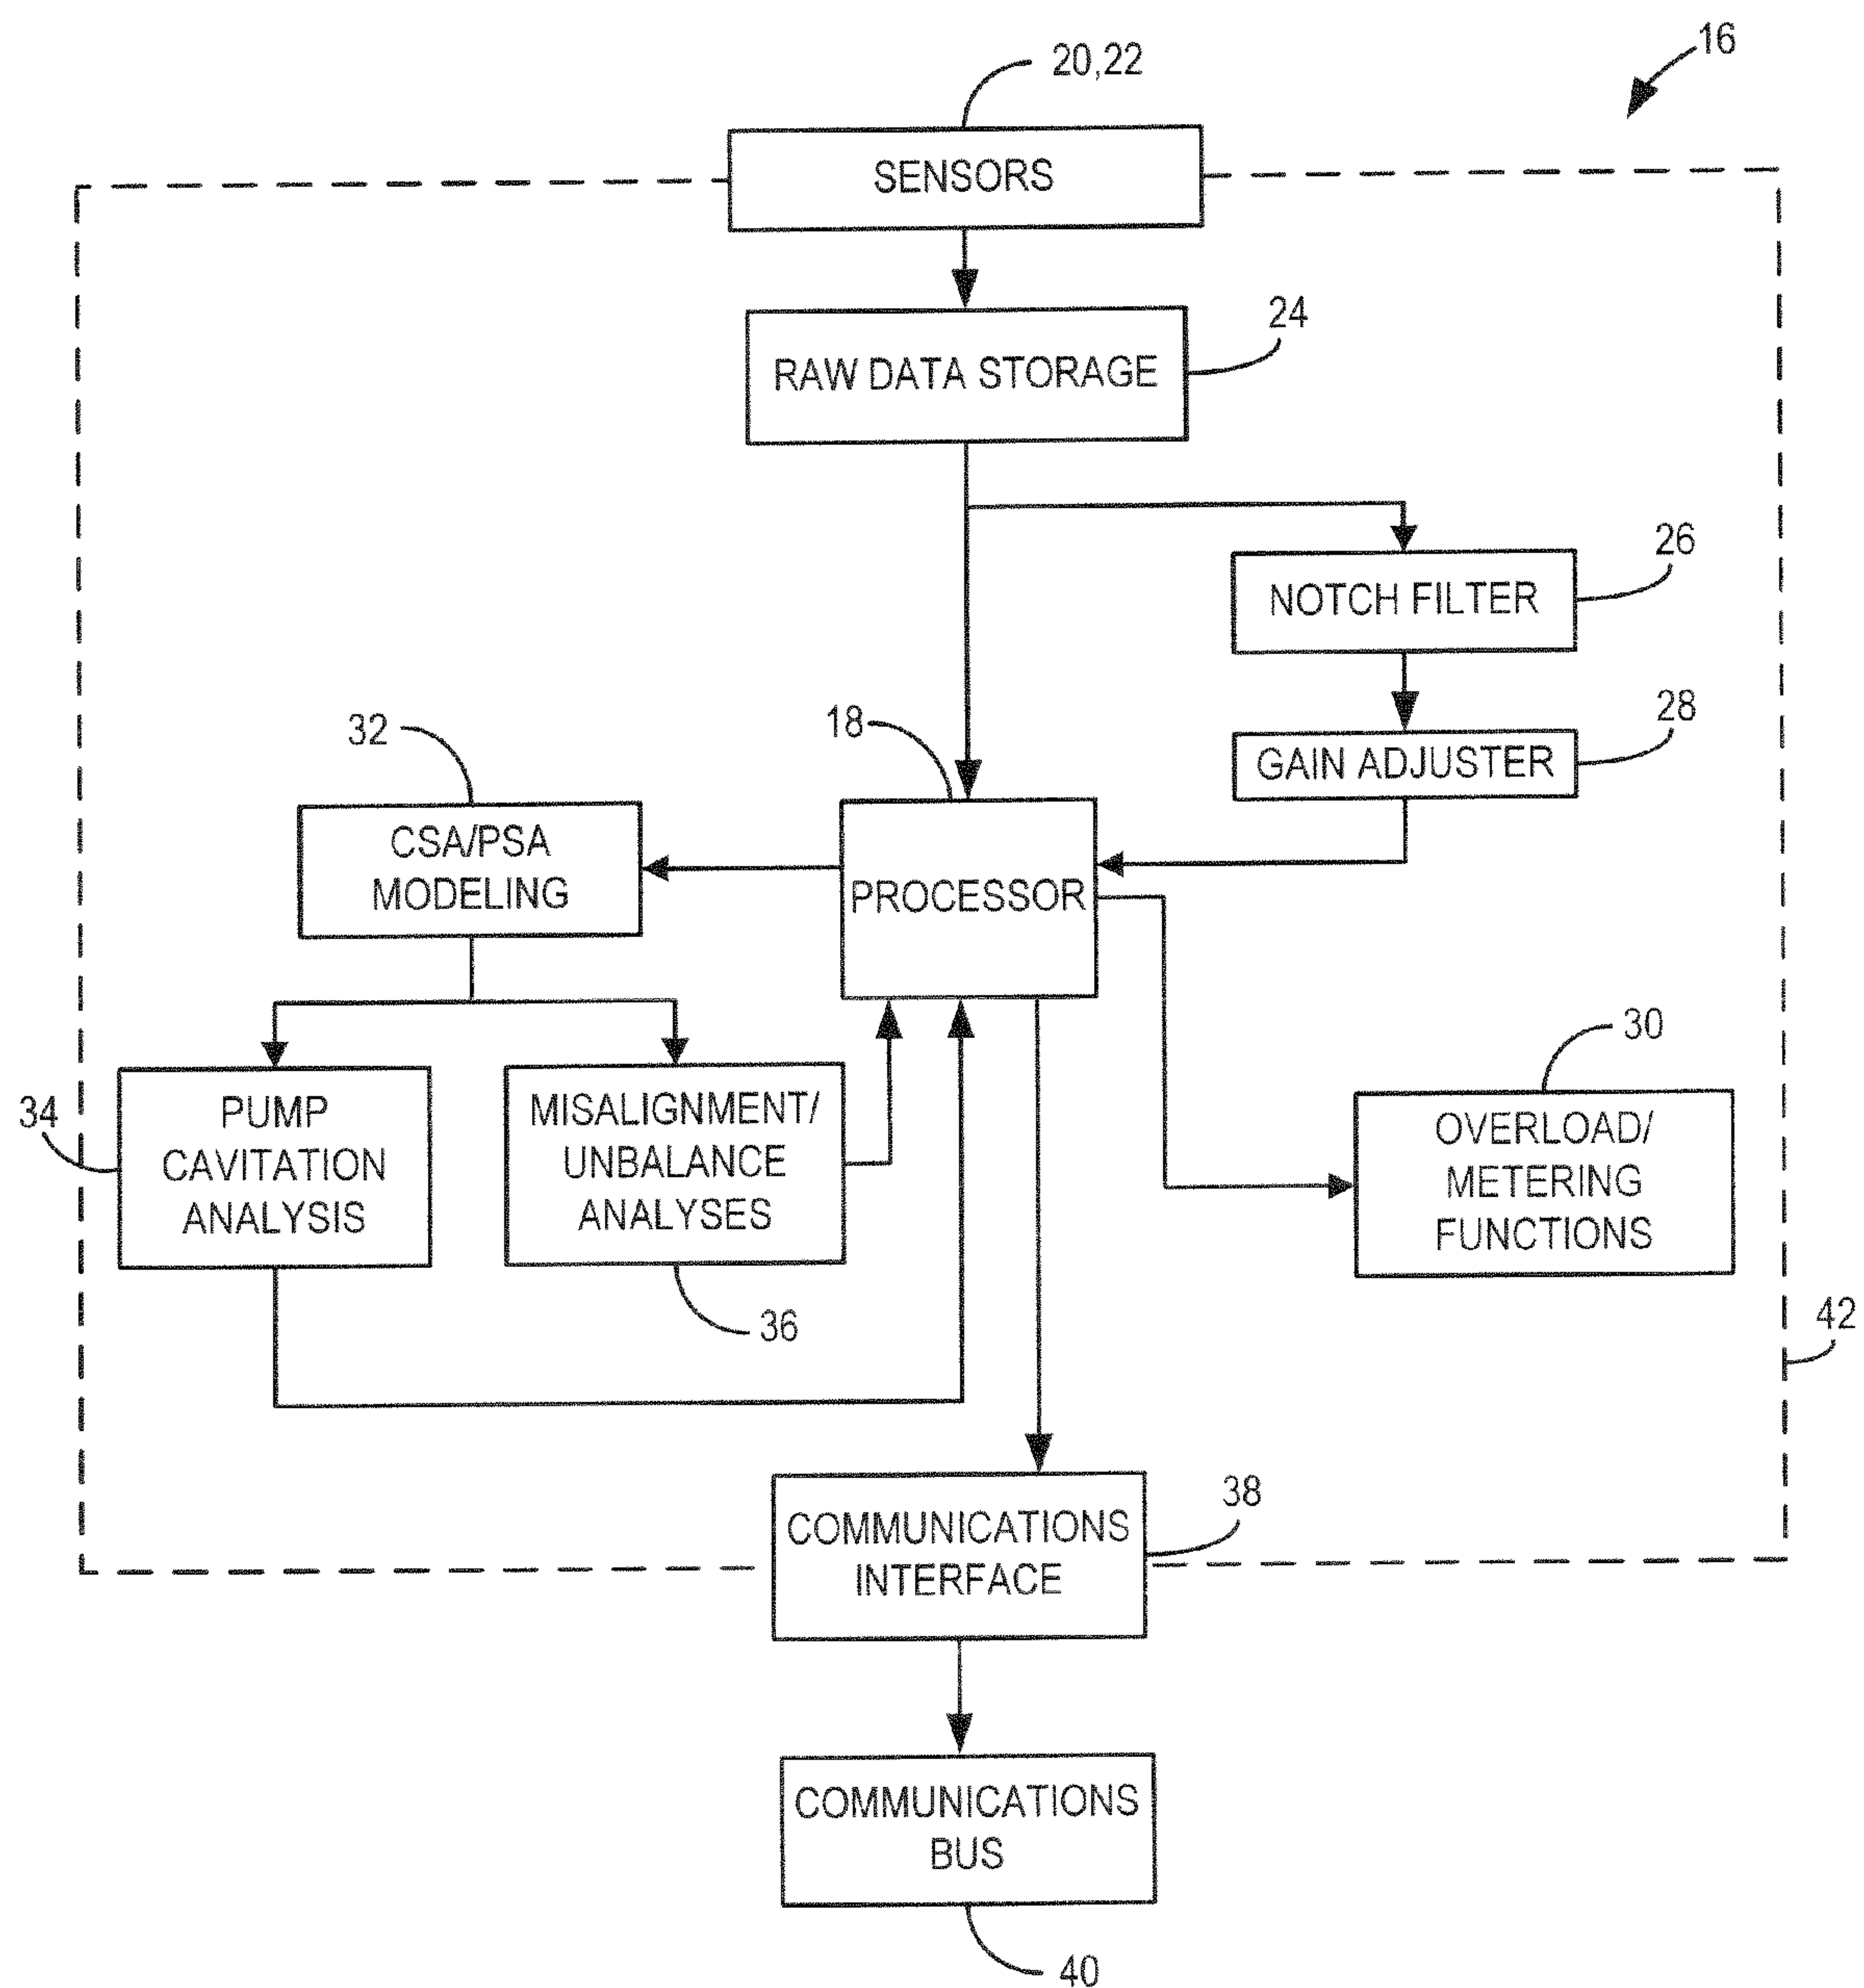 16
20,22
SENSORS
24
RAW DATA STORAGE
26
NOTCH FILTER
28
GAIN ADJUSTER
32
18
CSA/PSA
MODELING
PROCESSOR
30
34
PUMP
CAVITATION
ANALYSIS
MISALIGNMENT/
UNBALANCE
ANALYSES
OVERLOAD/
METERING
FUNCTIONS
36
42
38
COMMUNICATIONS
INTERFACE
COMMUNICATIONS
BUS
40